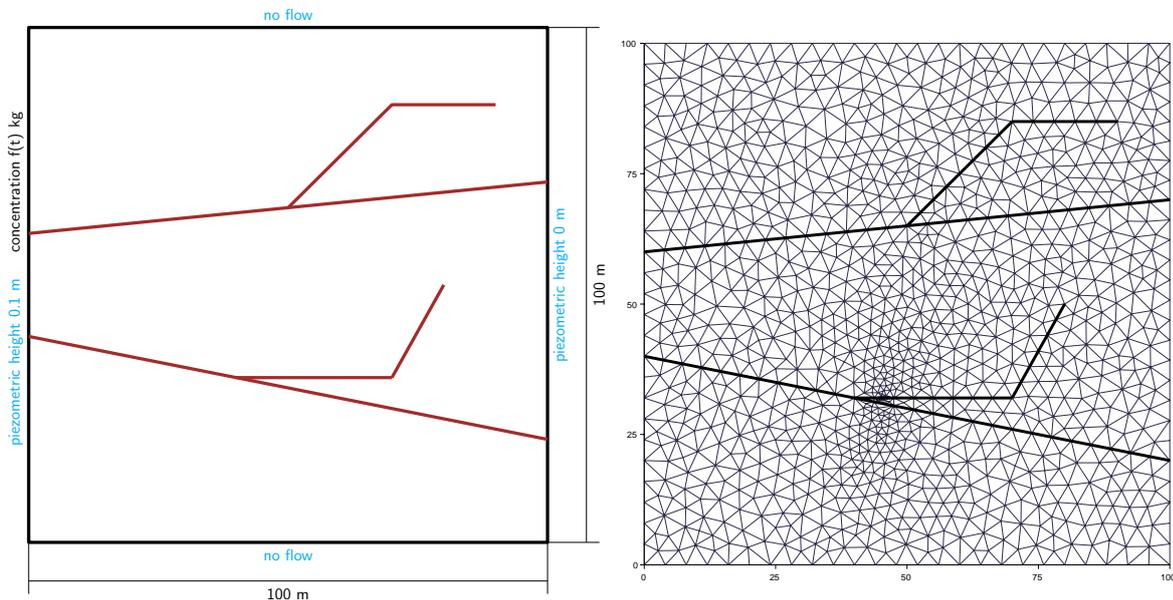 no flow
concentration f(t) kg
piezometric height 0.1 m
piezometric height 0 m
100 m
no flow
100 m
100
75
50
25
0
0
25
50
75
100